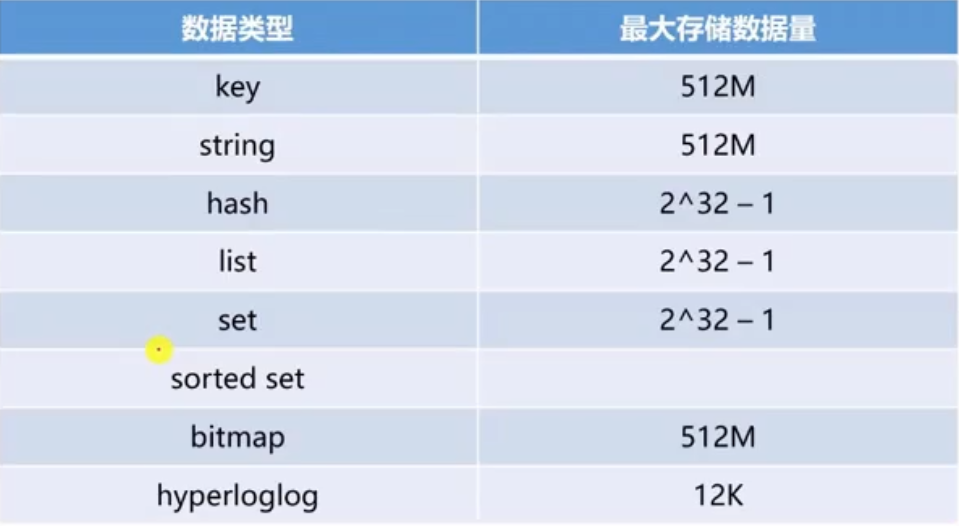 数据类型 最大存储数据量
key 512M
string 512M
hash 2^32 – 1
list 2^32 – 1
set 2^32 – 1
sorted set
bitmap 512M
hyperloglog 12K